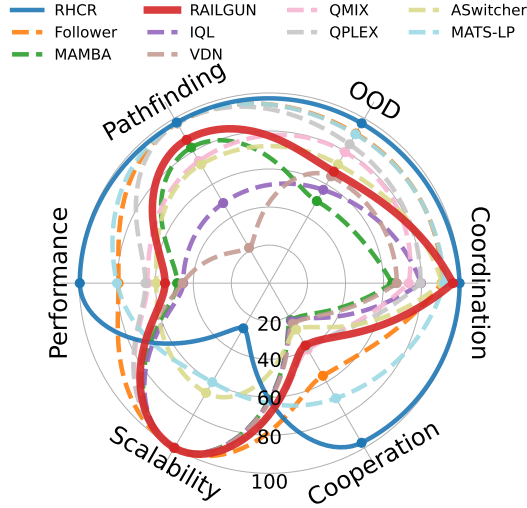 RHCR RAILGUN QMIX ASwitcher
Follower IQL QPLEX MATS-LP
MAMBA VDN
Pathfinding
OOD
Performance
Coordination
20
40
60
80
100
Scalability
Cooperation